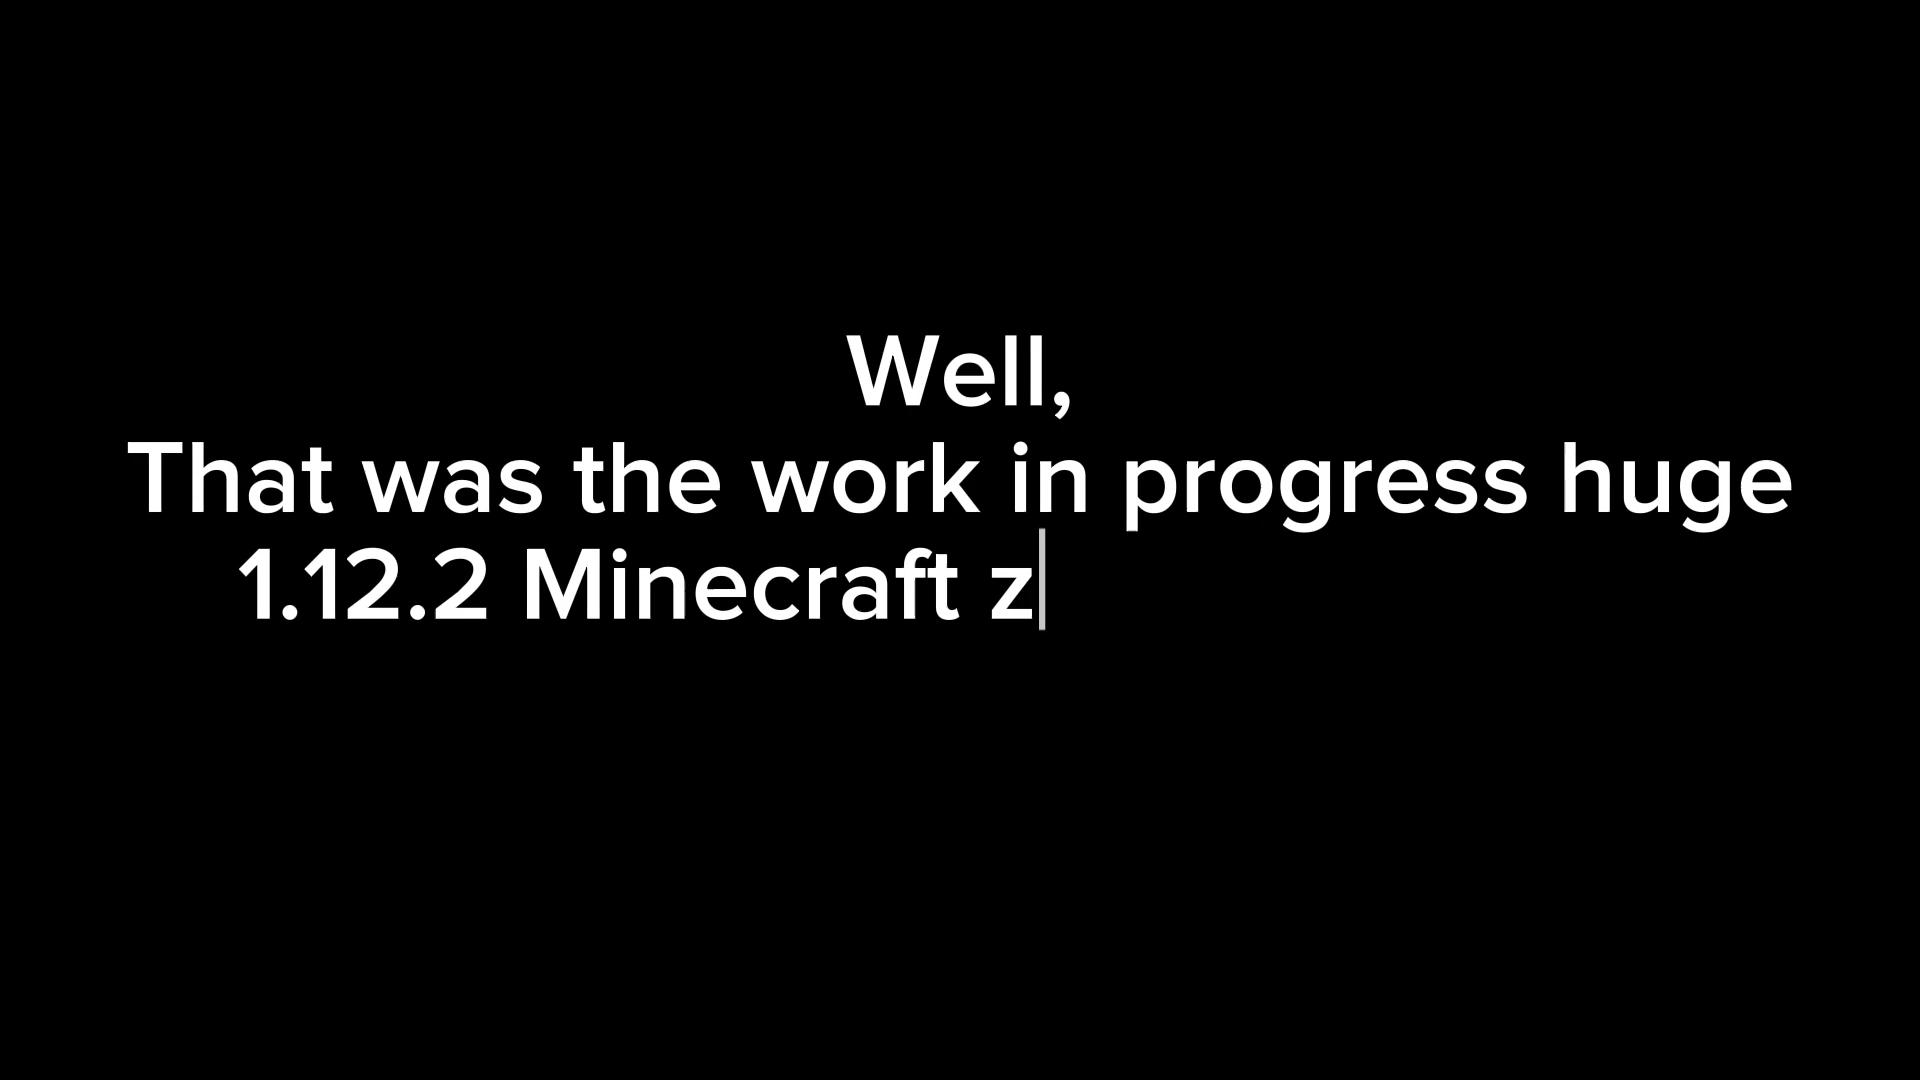 Well,
That was the work in progress huge
1.12.2 Minecraft z